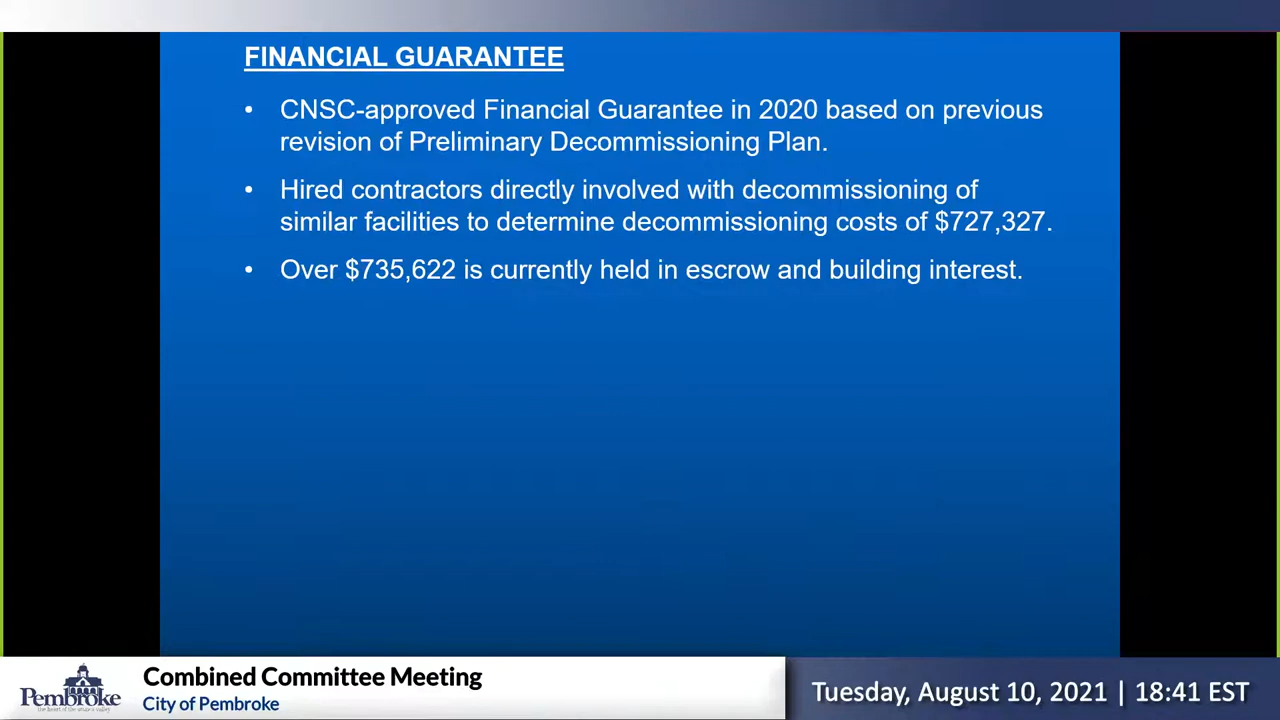 FINANCIAL GUARANTEE
• CNSC-approved Financial Guarantee in 2020 based on previous
revision of Preliminary Decommissioning Plan.
• Hired contractors directly involved with decommissioning of
similar facilities to determine decommissioning costs of $727,327.
• Over $735,622 is currently held in escrow and building interest.
Pembroke
Combined Committee Meeting
City of Pembroke
Tuesday, August 10, 2021 | 18:41 EST